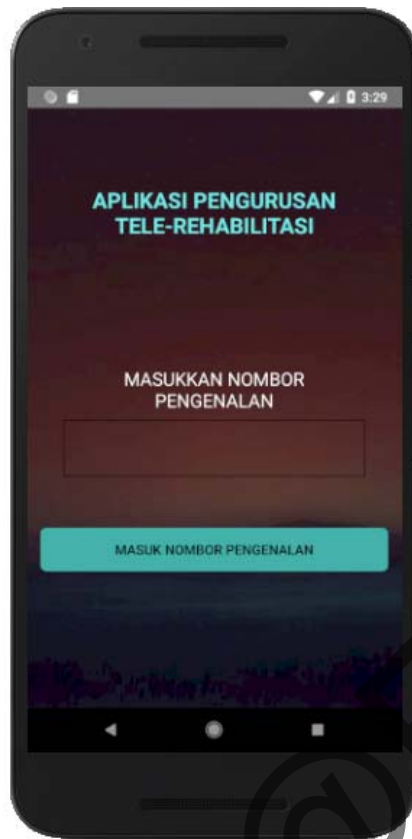 3:29
APLIKASI PENGURUSAN
TELE-REHABILITASI
MASUKKAN NOMBOR
PENGENALAN
MASUK NOMBOR PENGENALAN
@